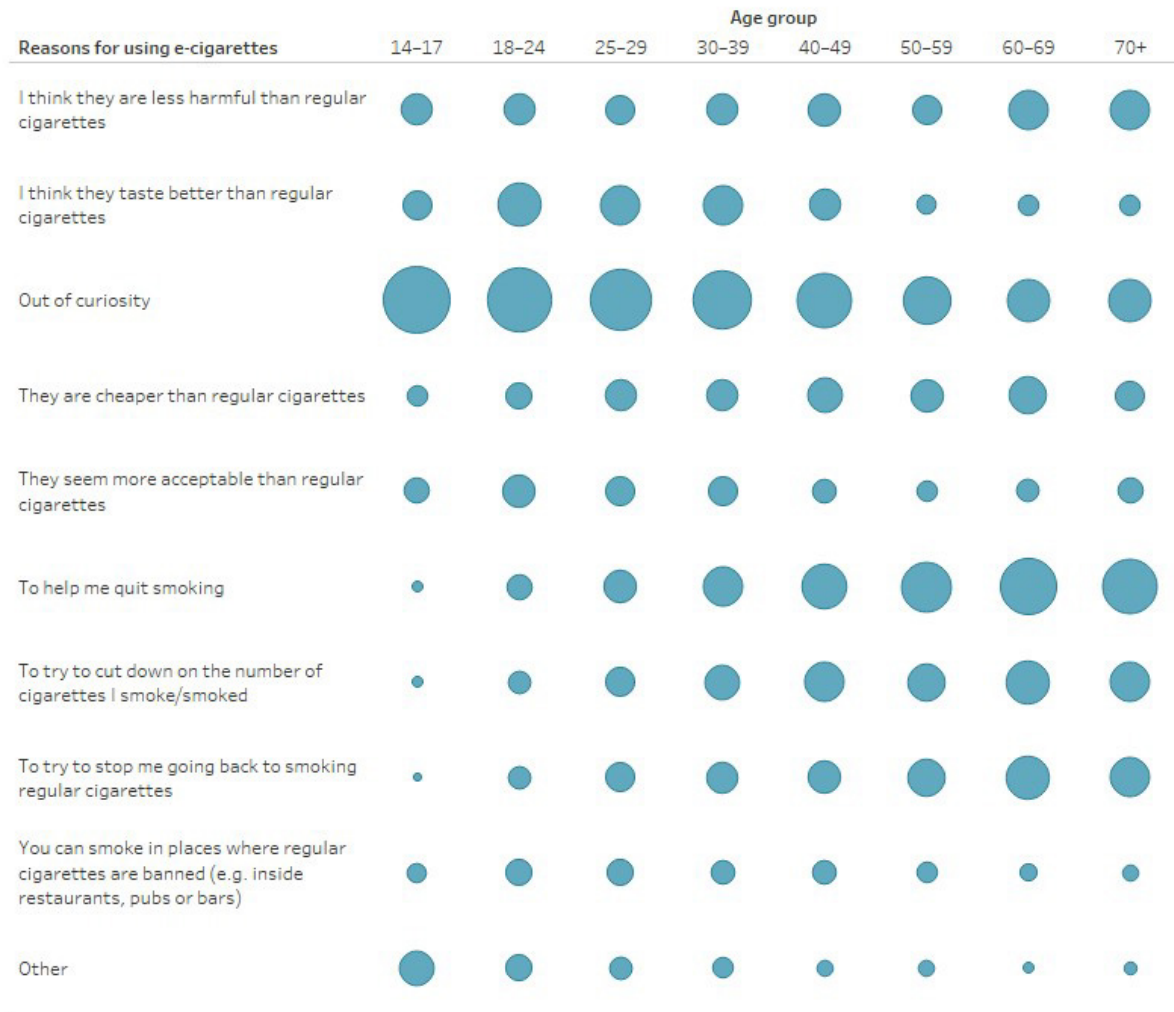 Age group
Reasons for using e-cigarettes 14–17 18–24 25–29 30–39 40–49 50–59 60–69 70+
I think they are less harmful than regular
cigarettes
I think they taste better than regular
cigarettes
Out of curiosity
They are cheaper than regular cigarettes
They seem more acceptable than regular
cigarettes
To help me quit smoking
To try to cut down on the number of
cigarettes I smoke/smoked
To try to stop me going back to smoking
regular cigarettes
You can smoke in places where regular
cigarettes are banned (e.g. inside
restaurants, pubs or bars)
Other